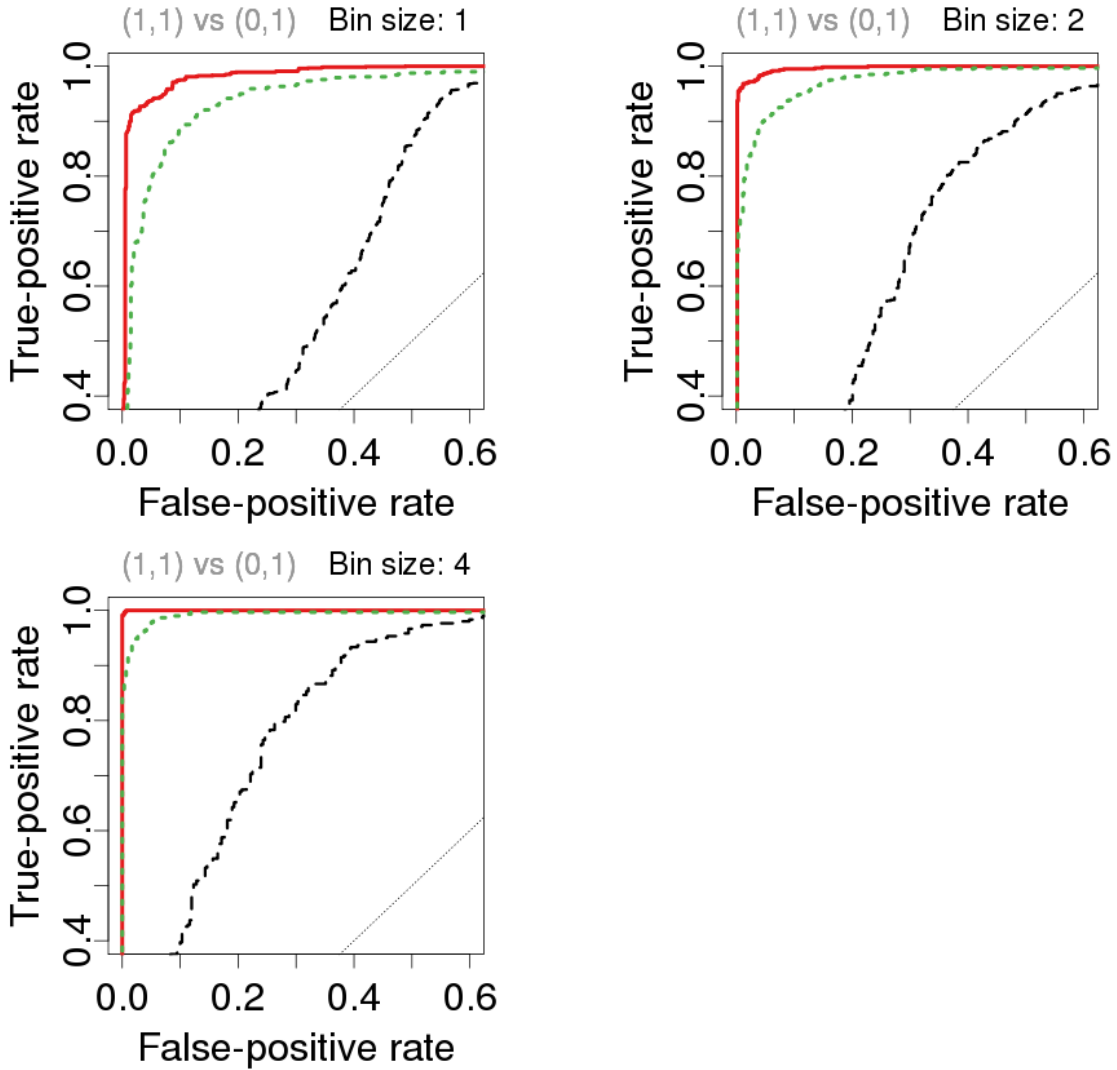 (1,1) vs (0,1) Bin size: 1
True-positive rate
1.0
0.8
0.6
0.4
0.0 0.2 0.4 0.6
False-positive rate
(1,1) vs (0,1) Bin size: 2
True-positive rate
1.0
0.8
0.6
0.4
0.0 0.2 0.4 0.6
False-positive rate
(1,1) vs (0,1) Bin size: 4
True-positive rate
1.0
0.8
0.6
0.4
0.0 0.2 0.4 0.6
False-positive rate